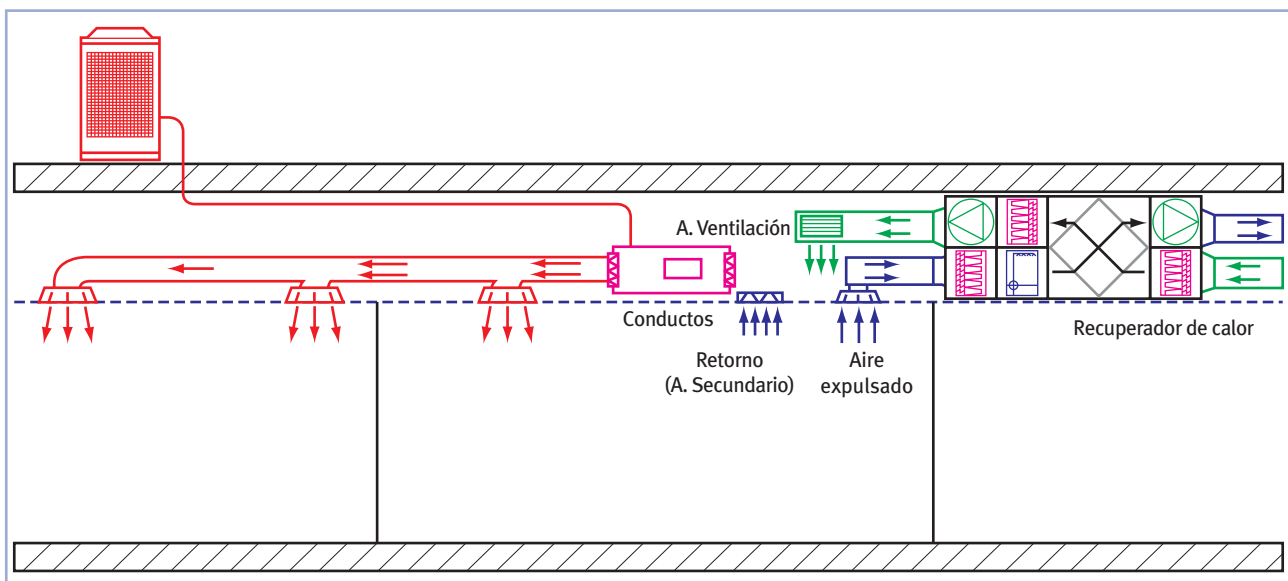 A. Ventilación
Conductos
Retorno
(A. Secundario)
Aire
expulsado
Recuperador de calor